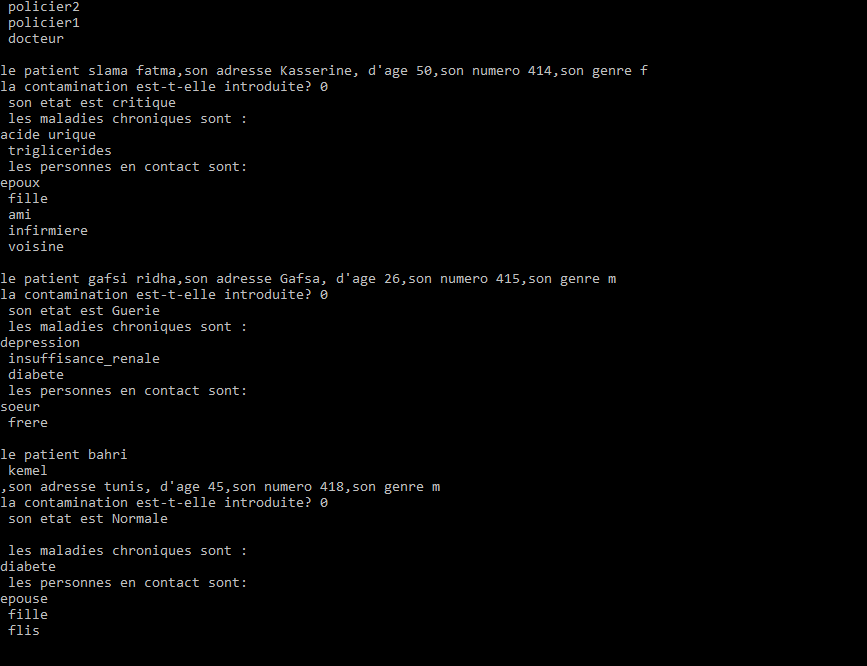 policier2
policier1
docteur
le patient slama fatma,son adresse Kasserine, d'age 50,son numero 414,son genre f
la contamination est-t-elle introduite? 0
son etat est critique
les maladies chroniques sont :
acide urique
triglicerides
les personnes en contact sont:
epoux
fille
ami
infirmiere
voisine
le patient gafsi ridha,son adresse Gafsa, d'age 26,son numero 415,son genre m
la contamination est-t-elle introduite? 0
son etat est Guerie
les maladies chroniques sont :
depression
insuffisance_renale
diabete
les personnes en contact sont:
soeur
frere
le patient bahri
kemel
,son adresse tunis, d'age 45,son numero 418,son genre m
la contamination est-t-elle introduite? 0
son etat est Normale
les maladies chroniques sont :
diabete
les personnes en contact sont:
epouse
fille
flis